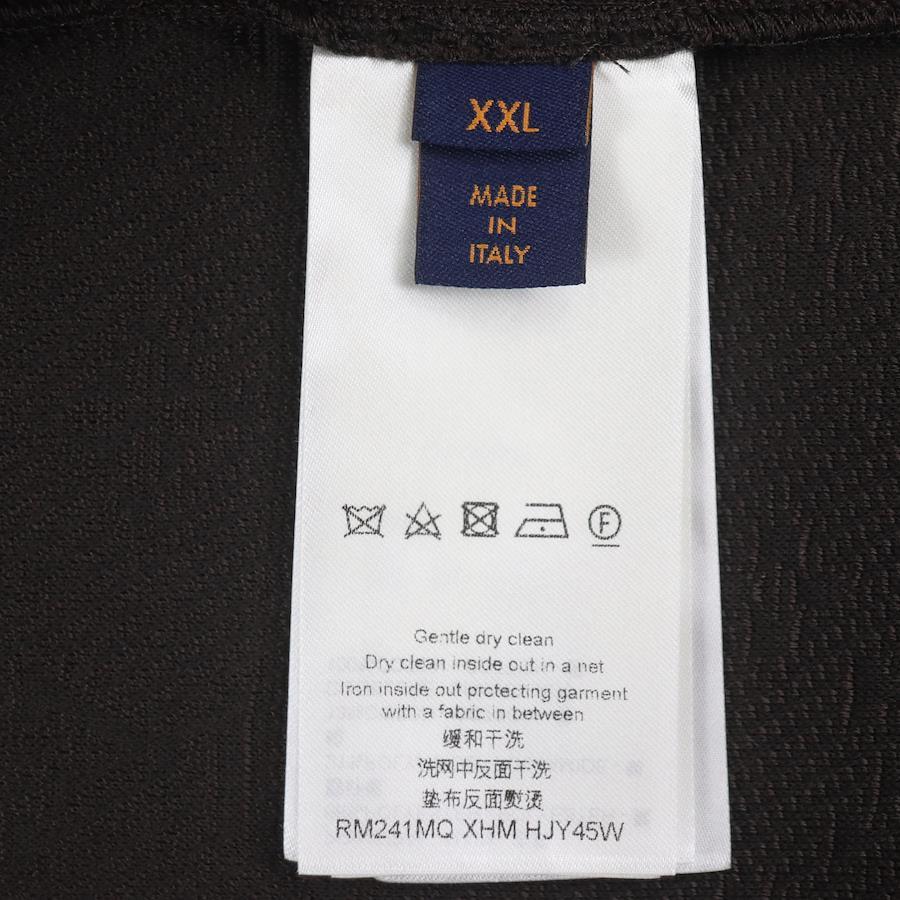 XXL
MADE
IN
ITALY
F
Gentle dry clean
Dry clean inside out in a net
Iron inside out protecting garment
with a fabric in between
缓和干洗
洗网中反面干洗
垫布反面熨烫
RM241MQ XHM HJY45W